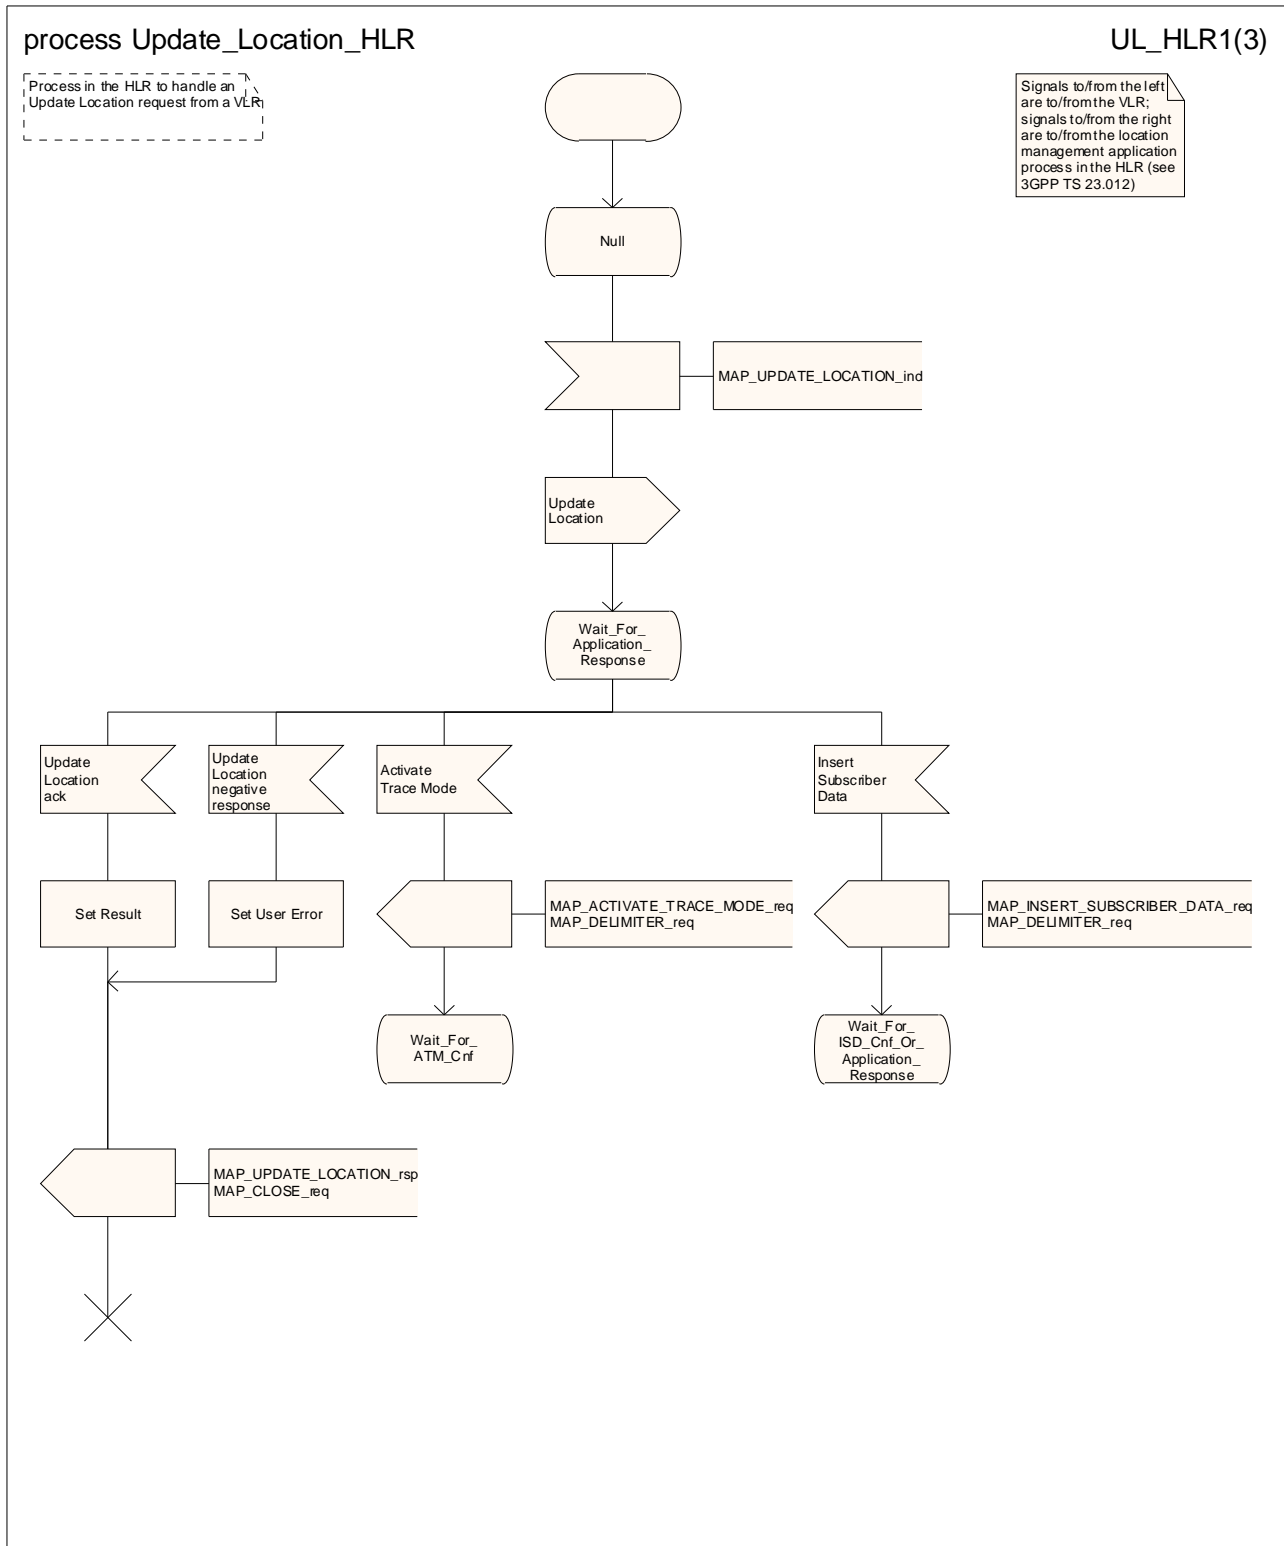 process Update_Location_HLR
UL_HLR1(3)
Process in the HLR to handle an
Update Location request from a VLR
Signals to/from the left
are to/from the VLR;
signals to/from the right
are to/from the location
management application
process in the HLR (see
3GPP TS 23.012)
Null
MAP_UPDATE_LOCATION_ind
Update
Location
Wait_For_
Application_
Response
Update
Location
ack
Update
Location
negative
response
Activate
Trace Mode
Insert
Subscriber
Data
Set Result
Set User Error
MAP_ACTIVATE_TRACE_MODE_req
MAP_DELIMITER_req
MAP_INSERT_SUBSCRIBER_DATA_req
MAP_DELIMITER_req
Wait_For_
ATM_Cnf
Wait_For_
ISD_Cnf_Or_
Application_
Response
MAP_UPDATE_LOCATION_rsp
MAP_CLOSE_req